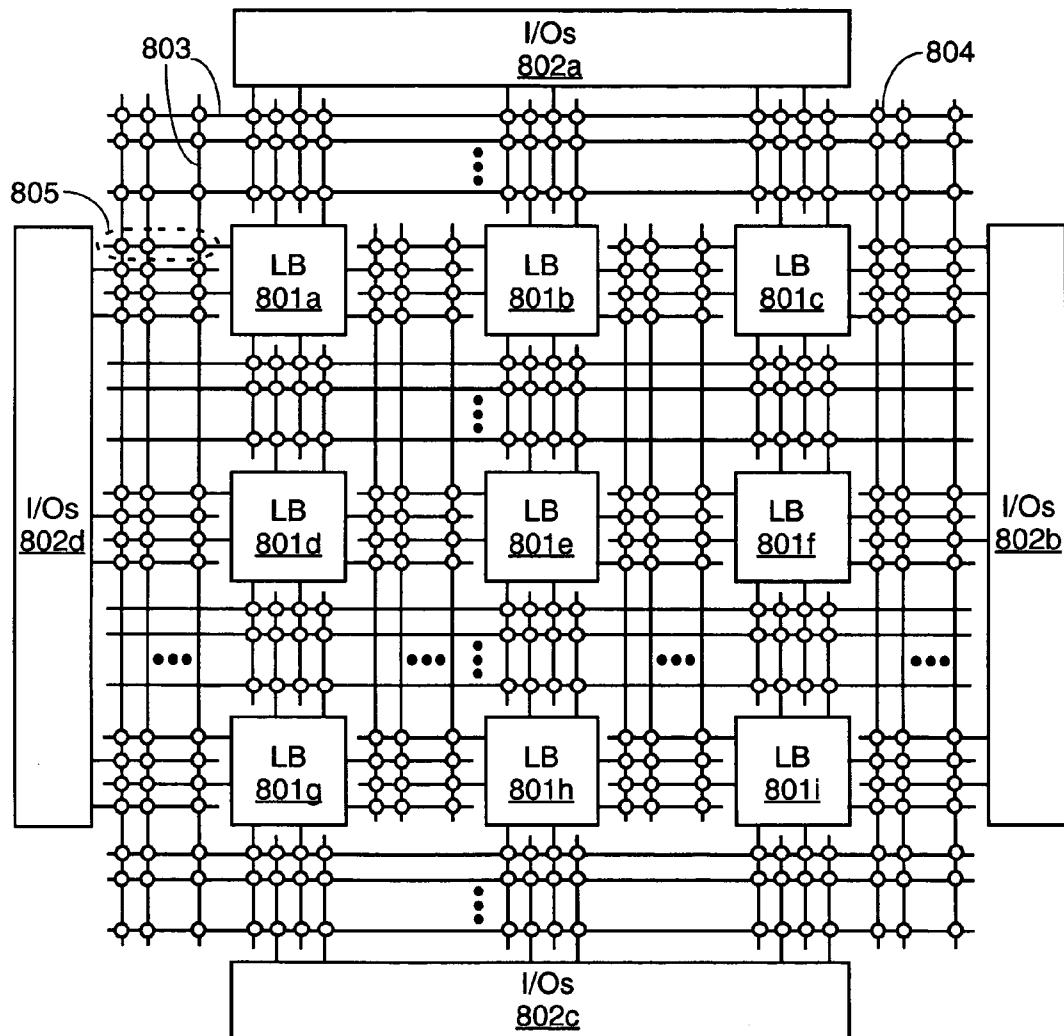 I/Os
802a
803
804
805
LB
801a
LB
801b
LB
801c
I/Os
802d
LB
801d
LB
801e
LB
801f
I/Os
802b
LB
801g
LB
801h
LB
801i
I/Os
802c